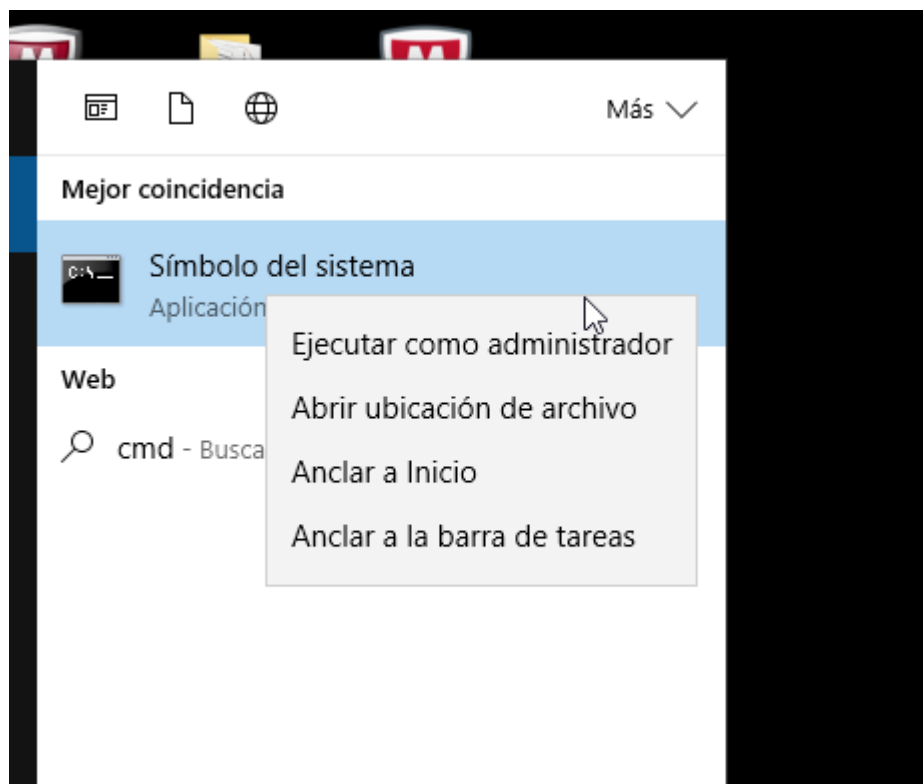 Más
Mejor coincidencia
C:\
Símbolo del sistema
Aplicación
Ejecutar como administrador
Abrir ubicación de archivo
Web
cmd - Busca
Anclar a Inicio
Anclar a la barra de tareas